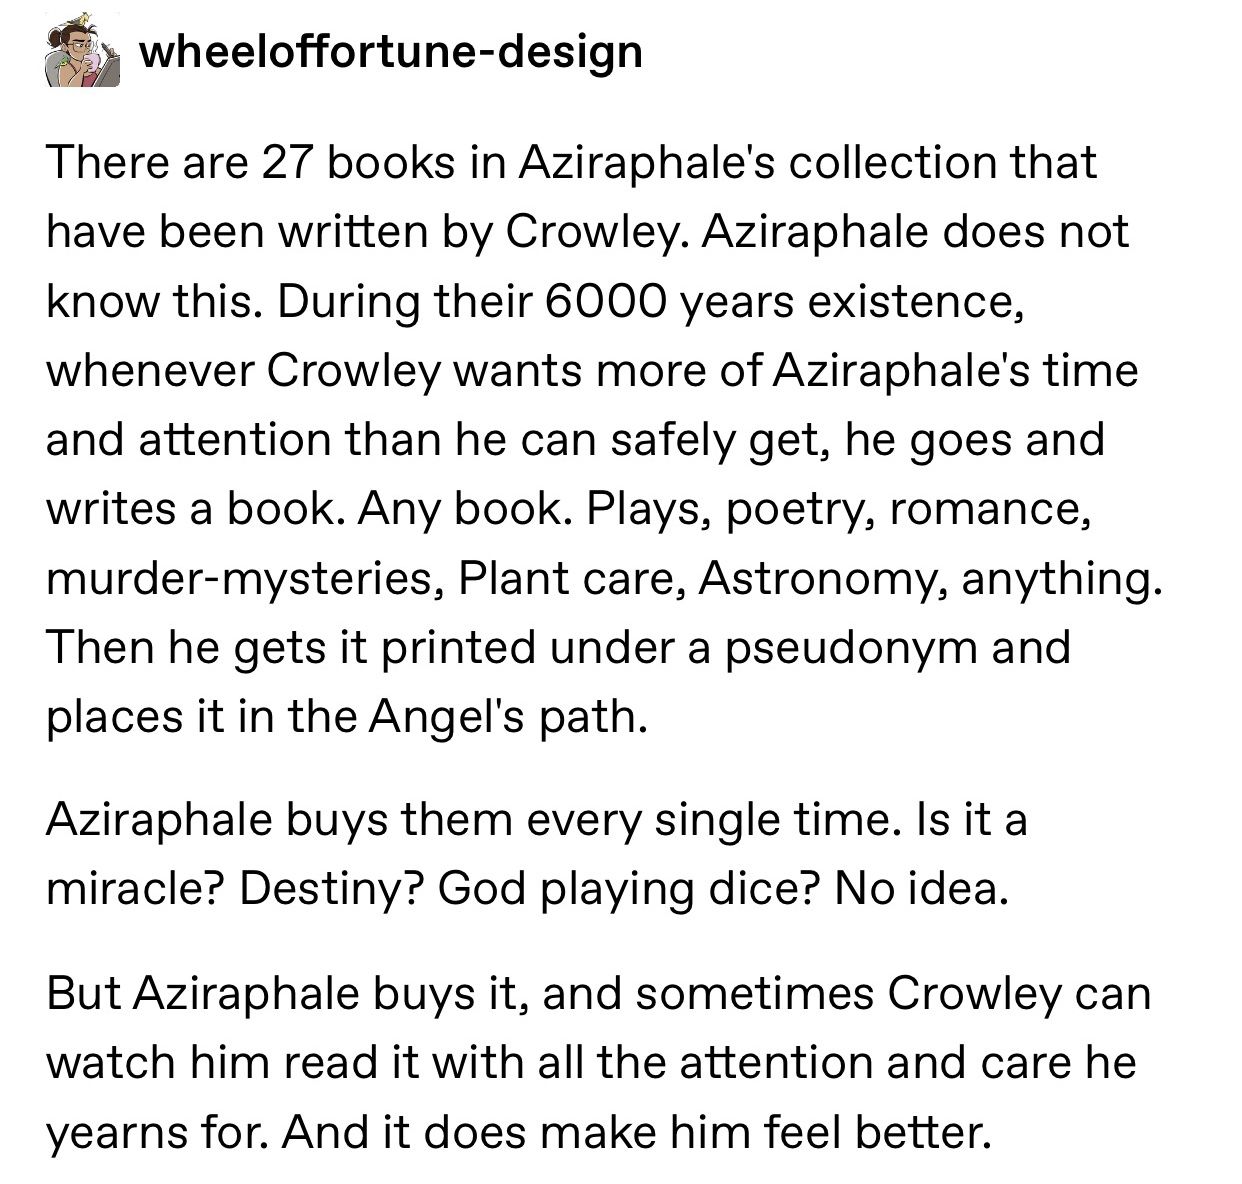 wheeloffortune-design
There are 27 books in Aziraphale's collection that
have been written by Crowley. Aziraphale does not
know this. During their 6000 years existence,
whenever Crowley wants more of Aziraphale's time
and attention than he can safely get, he goes and
writes a book. Any book. Plays, poetry, romance,
murder-mysteries, Plant care, Astronomy, anything.
Then he gets it printed under a pseudonym and
places it in the Angel's path.
Aziraphale buys them every single time. Is it a
miracle? Destiny? God playing dice? No idea.
But Aziraphale buys it, and sometimes Crowley can
watch him read it with all the attention and care he
yearns for. And it does make him feel better.